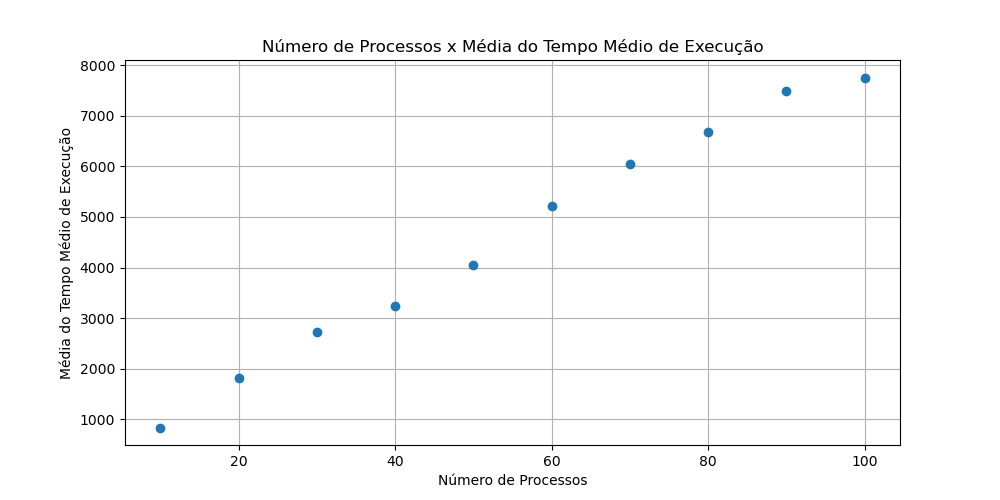 Número de Processos x Média do Tempo Médio de Execução
Média do Tempo Médio de Execução
8000
7000
6000
5000
4000
3000
2000
1000
20 40 60 80 100
Número de Processos